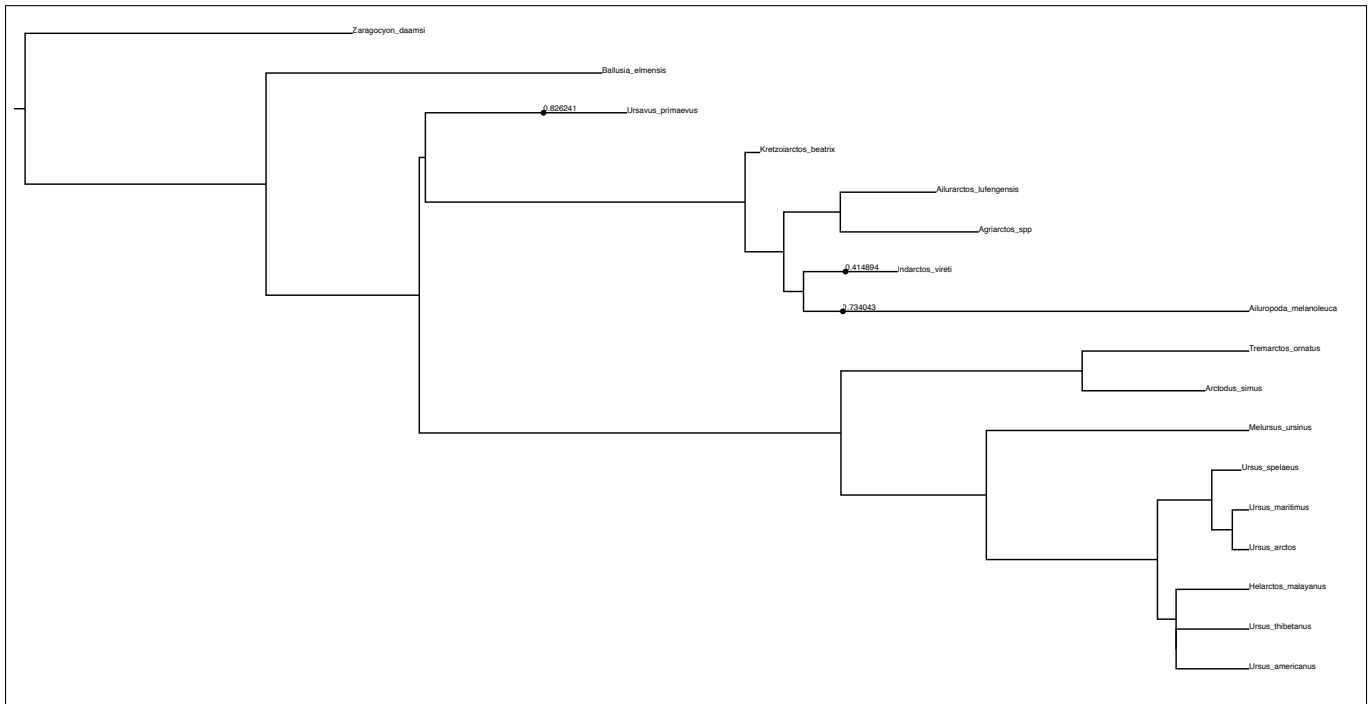 Zaragocyon_daamsi
Ballusia_elmensis
0.826241
Ursavus_primaevus
Kretzoiarctos_beatrix
Ailurarctos_lufengensis
Agriarctos_spp
0.414894
Indarctos_vireti
0.734043
Ailuropoda_melanoleuca
Tremarctos_ornatus
Arctodus_simus
Melursus_ursinus
Ursus_spelaeus
Ursus_maritimus
Ursus_arctos
Helarctos_malayanus
Ursus_thibetanus
Ursus_americanus